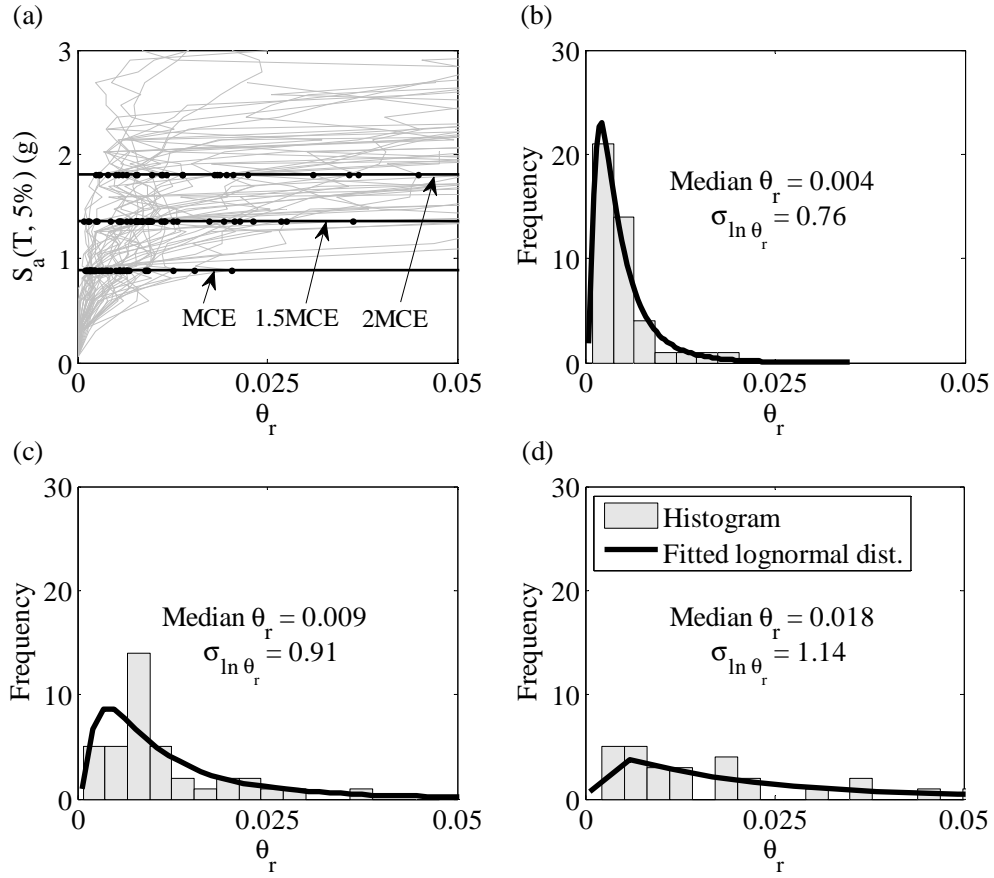 (a)
3
2
1
0
0
0.025
0.05
S_a(T, 5%) (g)
θ_r
MCE
1.5MCE
2MCE
(b)
30
20
10
0
0
0.025
0.05
Frequency
θ_r
Median θ_r = 0.004
σ_ln θ_r = 0.76
(c)
30
20
10
0
0
0.025
0.05
Frequency
θ_r
Median θ_r = 0.009
σ_ln θ_r = 0.91
(d)
30
20
10
0
0
0.025
0.05
Frequency
θ_r
Histogram
Fitted lognormal dist.
Median θ_r = 0.018
σ_ln θ_r = 1.14